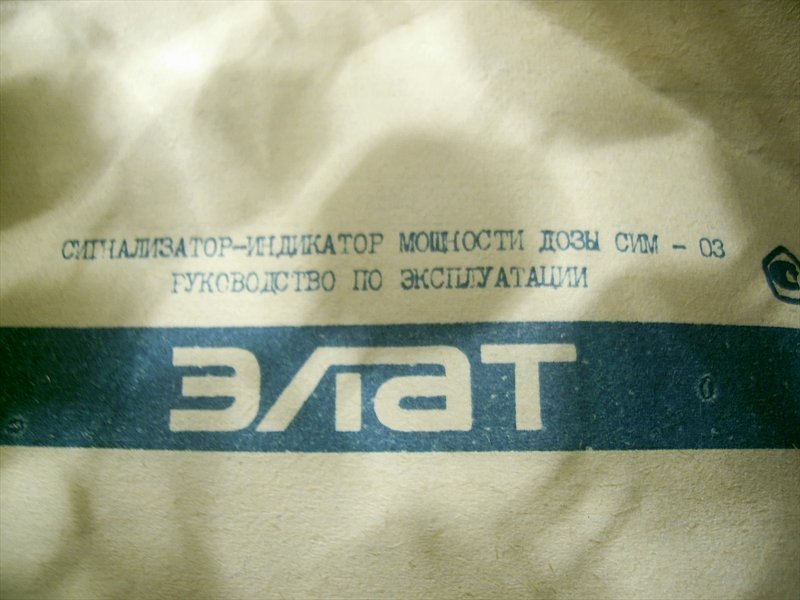 СИГНАЛИЗАТОР-ИНДИКАТОР МОЩНОСТИ ДОЗЫ СИМ - 03
РУКОВОДСТВО ПО ЭКСПЛУАТАЦИИ
ЭЛАТ